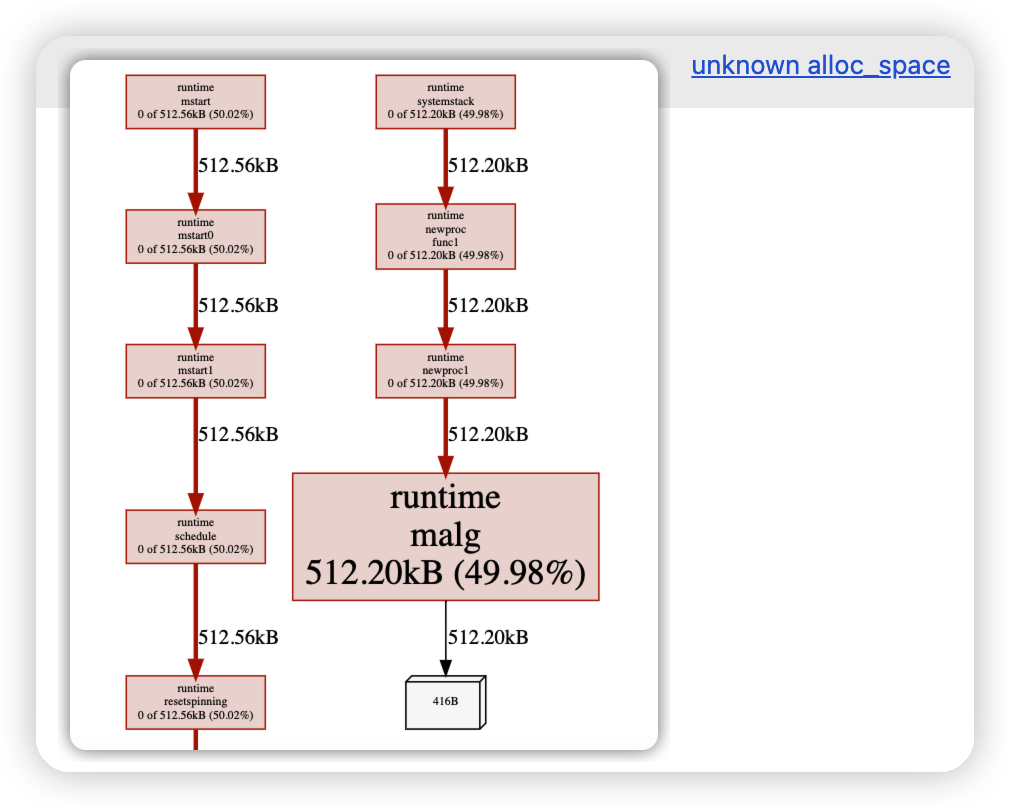 unknown alloc_space
runtime
mstart
0 of 512.56kB (50.02%)
512.56kB
runtime
mstart0
0 of 512.56kB (50.02%)
512.56kB
runtime
mstart1
0 of 512.56kB (50.02%)
512.56kB
runtime
schedule
0 of 512.56kB (50.02%)
512.56kB
runtime
resetspinning
0 of 512.56kB (50.02%)
runtime
systemstack
0 of 512.20kB (49.98%)
512.20kB
runtime
newproc
func1
0 of 512.20kB (49.98%)
512.20kB
runtime
newproc1
0 of 512.20kB (49.98%)
512.20kB
runtime
malg
512.20kB (49.98%)
512.20kB
416B